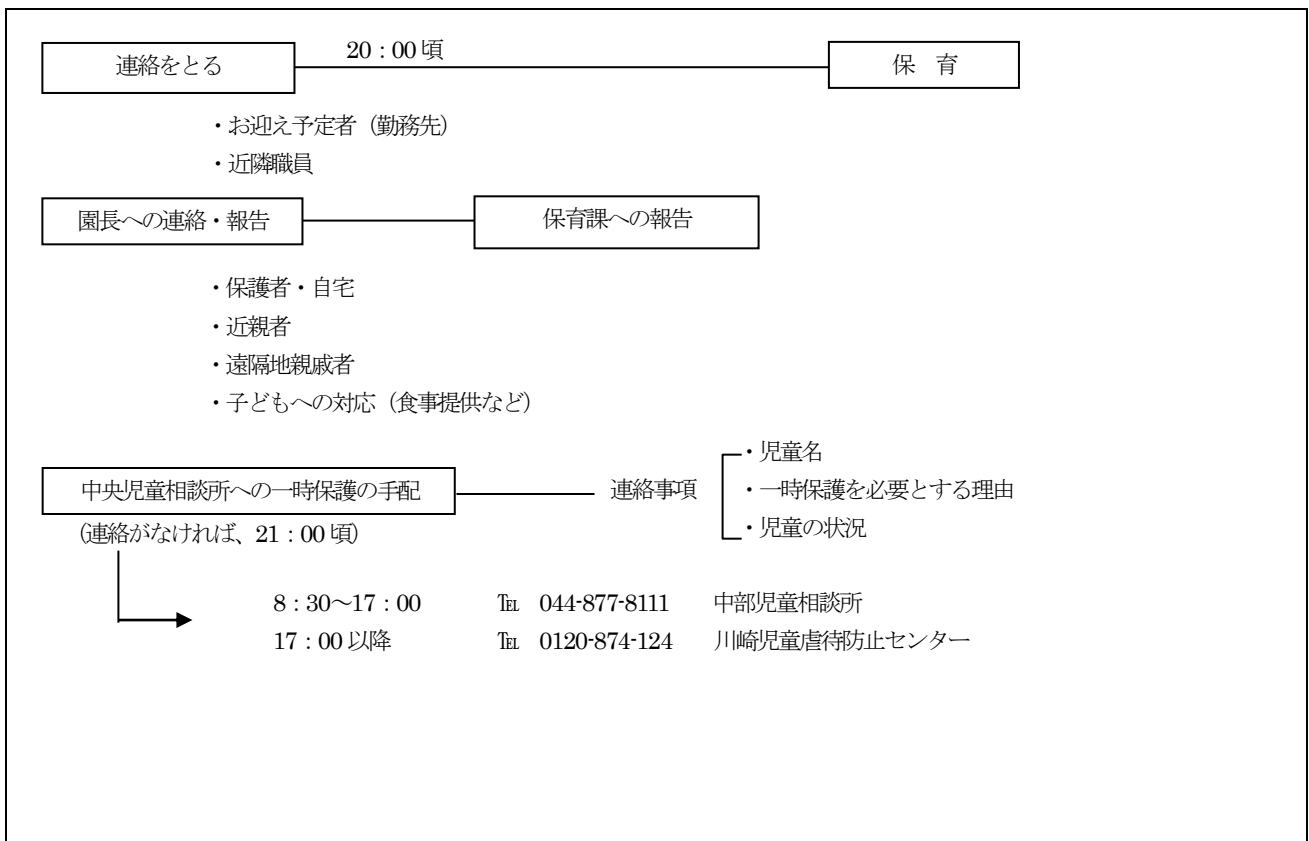 連絡をとる 20：00頃 保 育
・お迎え予定者（勤務先）
・近隣職員
園長への連絡・報告 保育課への報告
・保護者・自宅
・近親者
・遠隔地親戚者
・子どもへの対応（食事提供など）
・児童名
中央児童相談所への一時保護の手配 連絡事項 ・一時保護を必要とする理由
（連絡がなければ、21：00頃） ・児童の状況
8：30～17：00 ℡ 044-877-8111 中部児童相談所
17：00以降 ℡ 0120-874-124 川崎児童虐待防止センター